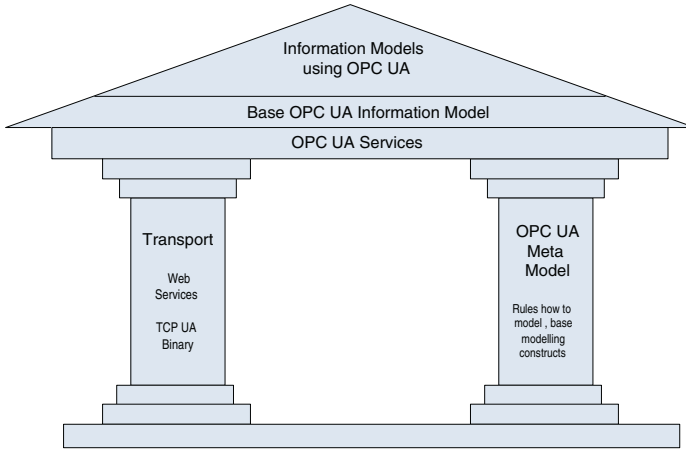 Information Models
using OPC UA
Base OPC UA Information Model
OPC UA Services
Transport
Web
Services
TCP UA
Binary
OPC UA
Meta
Model
Rules how to
model , base
modelling
constructs